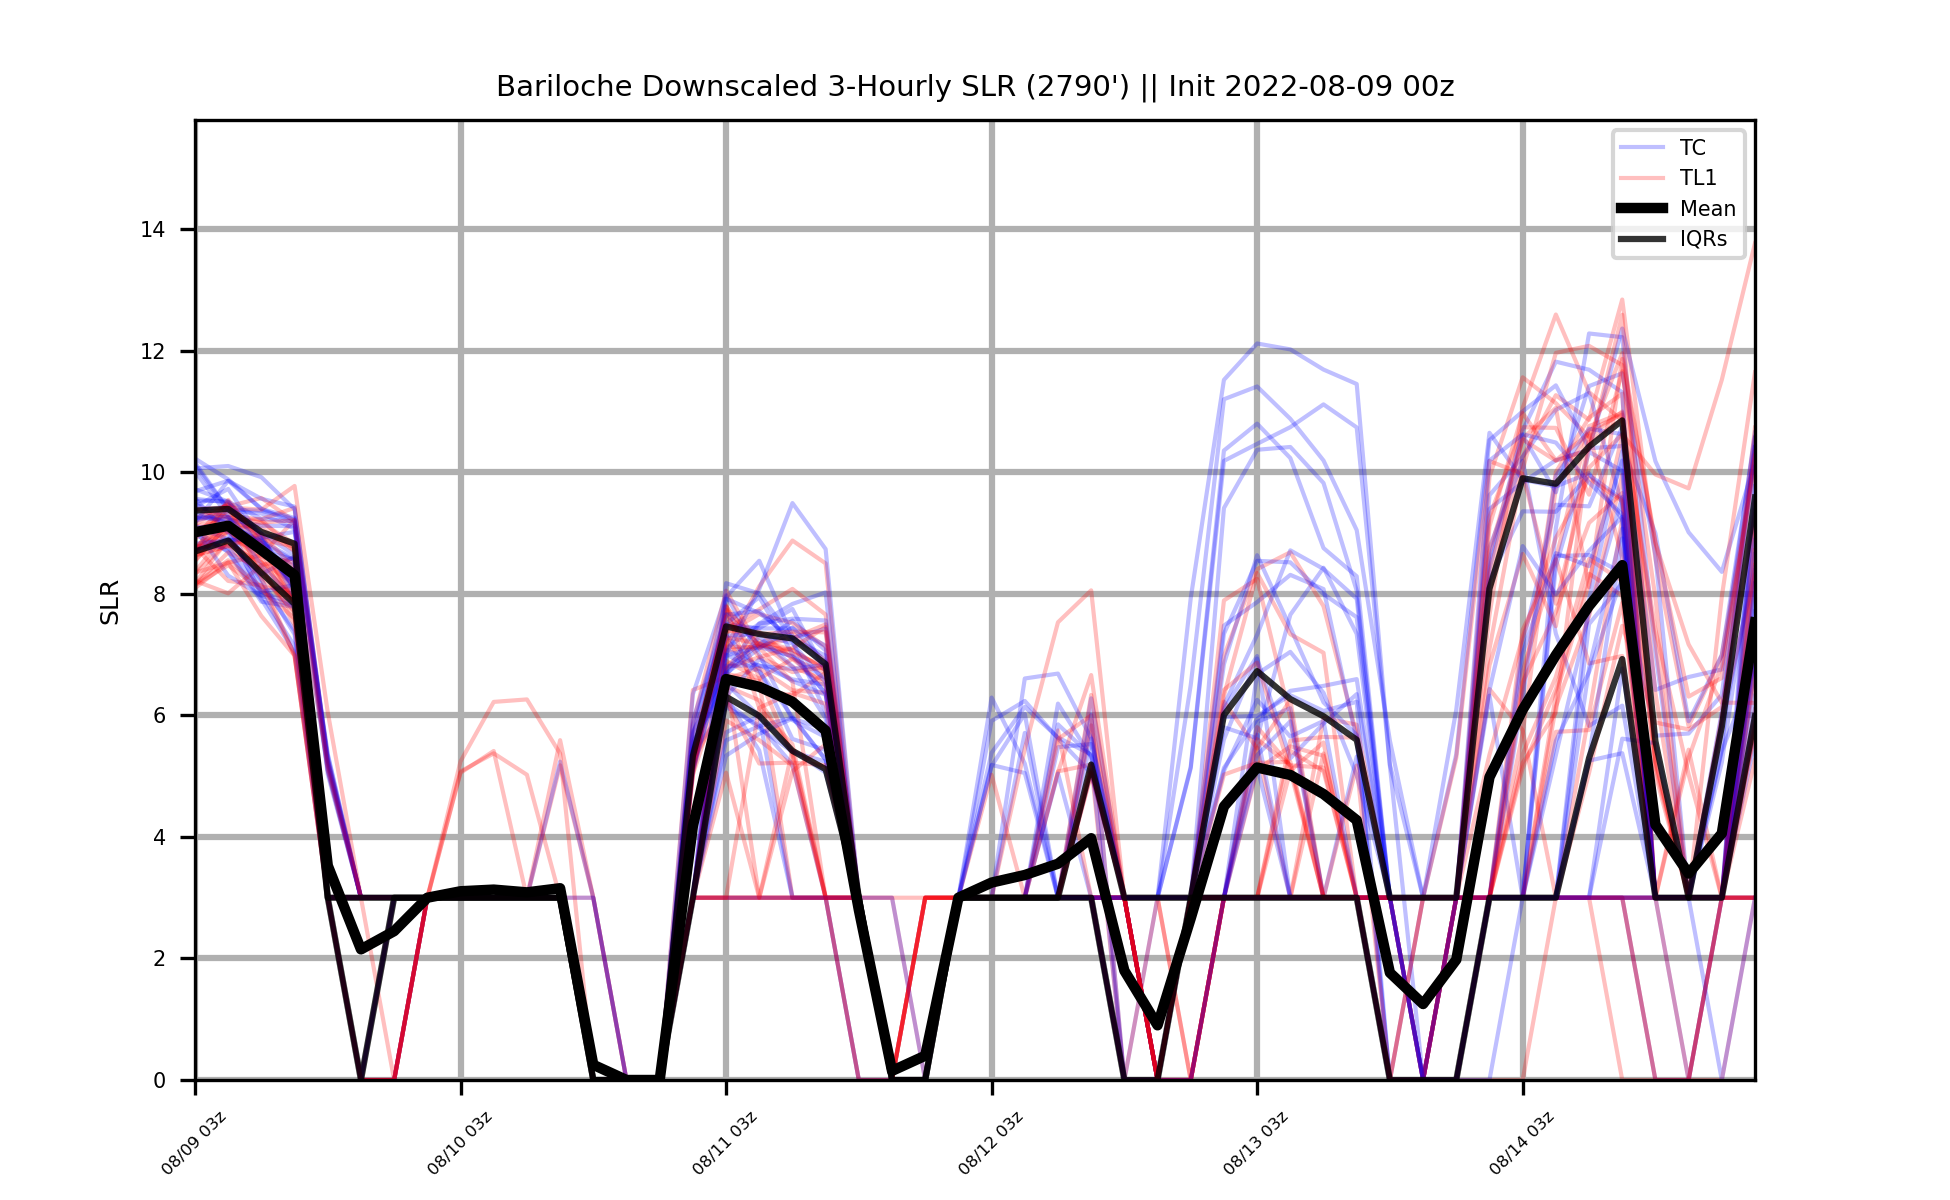 Bariloche Downscaled 3-Hourly SLR (2790') || Init 2022-08-09 00z
TC
TL1
Mean
IQRs
SLR
14
12
10
8
6
4
2
0
08/09 03z
08/10 03z
08/11 03z
08/12 03z
08/13 03z
08/14 03z